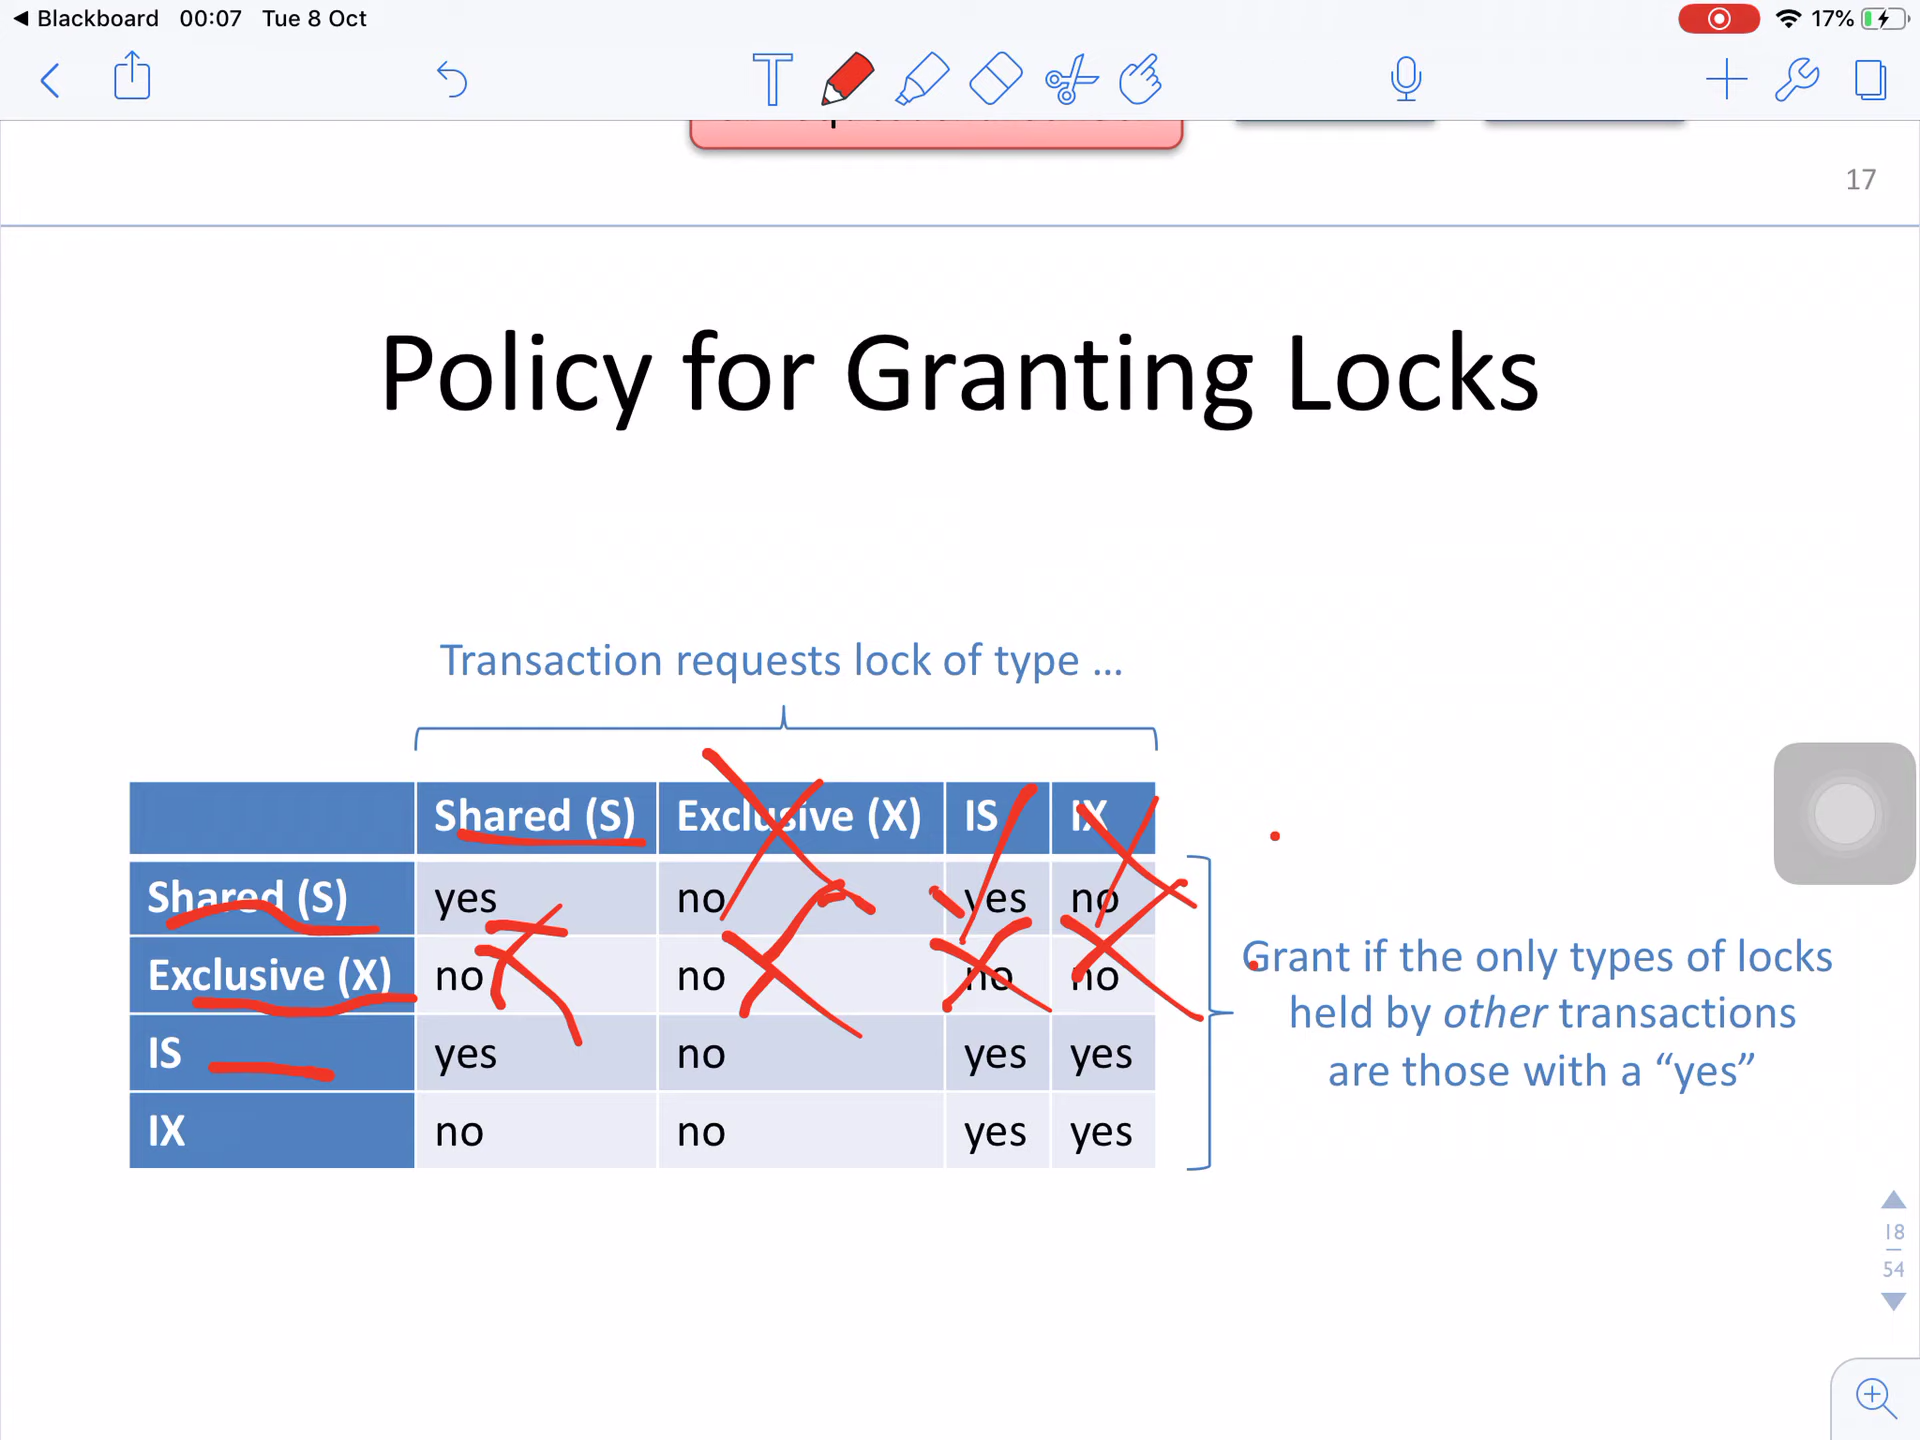 Blackboard 00:07 Tue 8 Oct 17%
17
Policy for Granting Locks
Transaction requests lock of type ...
Shared (S) Exclusive (X) IS IX
Shared (S) yes no yes no
Exclusive (X) no no no no
IS yes no yes yes
IX no no yes yes
Grant if the only types of locks
held by other transactions
are those with a “yes”
18
54